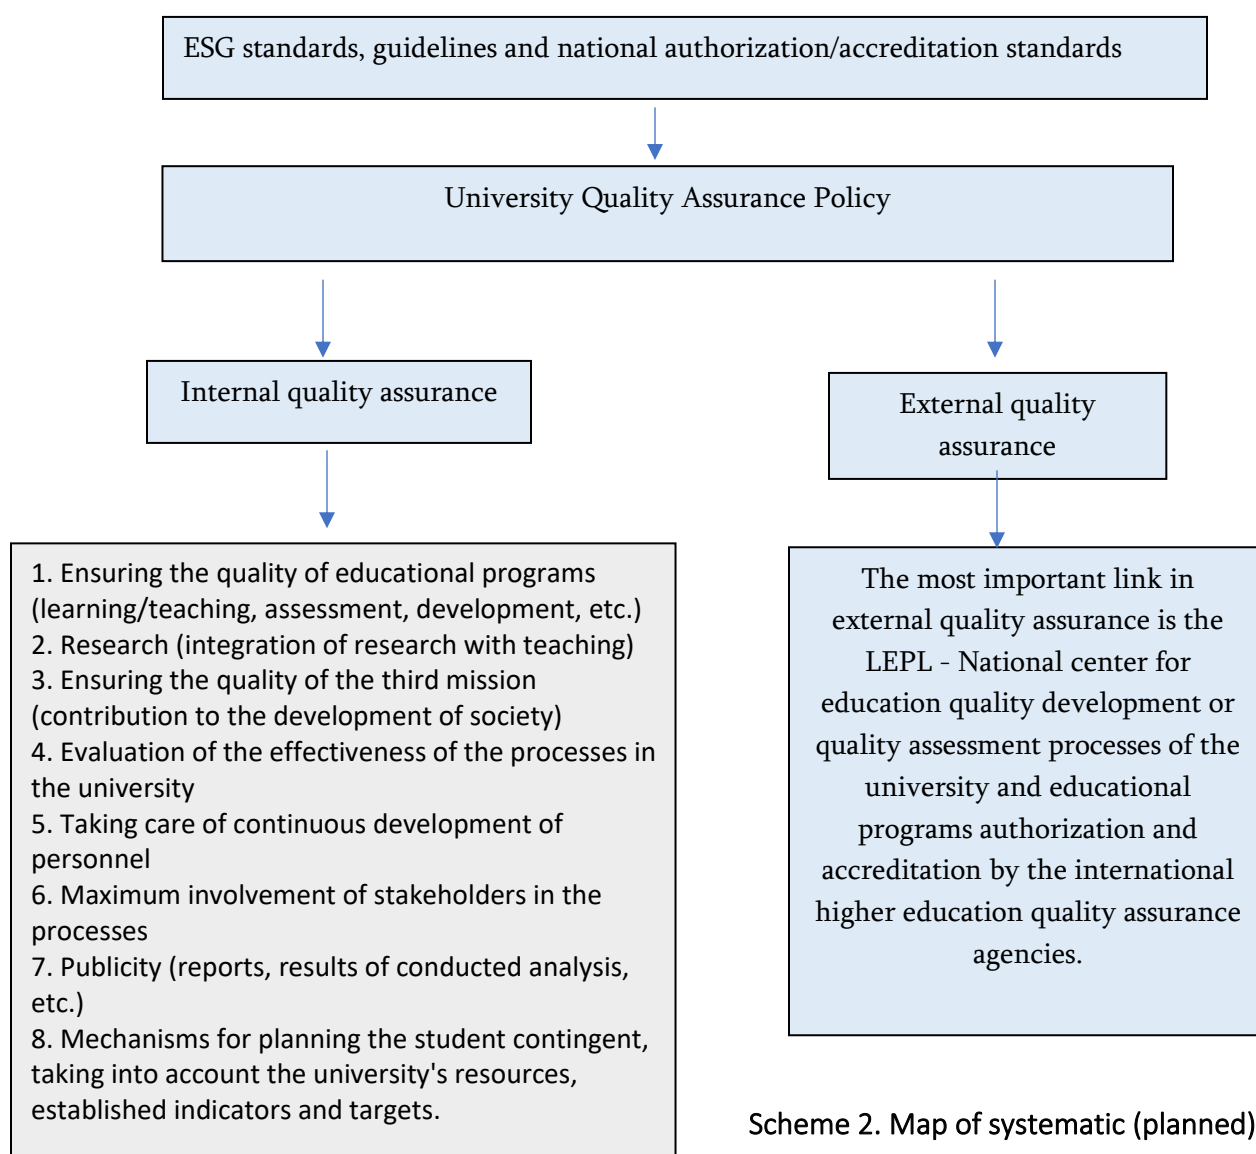 ESG standards, guidelines and national authorization/accreditation standards
University Quality Assurance Policy
Internal quality assurance
External quality
assurance
1. Ensuring the quality of educational programs
(learning/teaching, assessment, development, etc.)
2. Research (integration of research with teaching)
3. Ensuring the quality of the third mission
(contribution to the development of society)
4. Evaluation of the effectiveness of the processes in
the university
5. Taking care of continuous development of
personnel
6. Maximum involvement of stakeholders in the
processes
7. Publicity (reports, results of conducted analysis,
etc.)
8. Mechanisms for planning the student contingent,
taking into account the university's resources,
established indicators and targets.
The most important link in
external quality assurance is the
LEPL - National center for
education quality development or
quality assessment processes of the
university and educational
programs authorization and
accreditation by the international
higher education quality assurance
agencies.
Scheme 2. Map of systematic (planned)